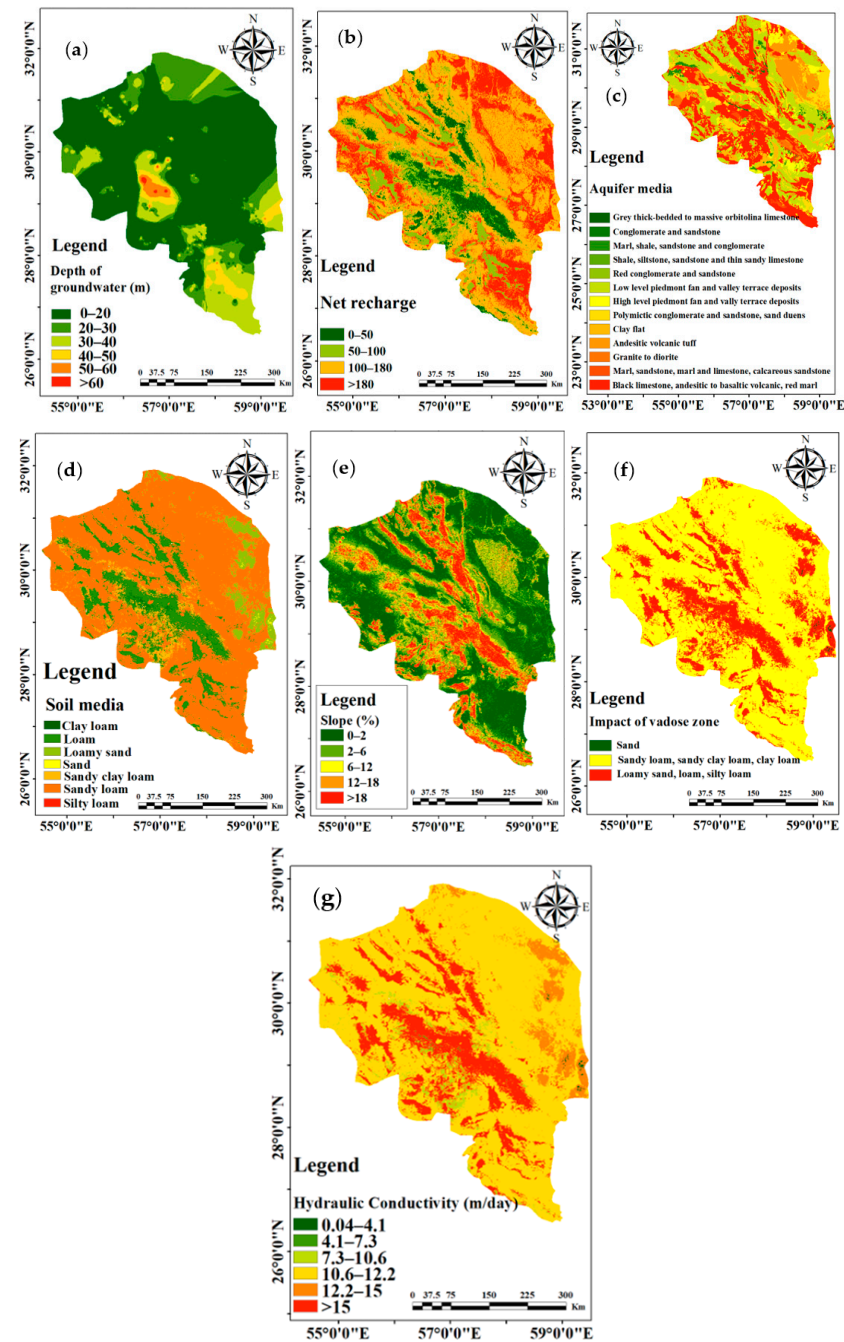 (a)
N
W E
S
32°0'0"N
30°0'0"N
28°0'0"N
26°0'0"N
Legend
Depth of
groundwater (m)
0–20
20–30
30–40
40–50
50–60
>60
0 37.5 75 150 225 300
Km
55°0'0"E 57°0'0"E 59°0'0"E
(b)
N
W E
S
32°0'0"N
30°0'0"N
28°0'0"N
26°0'0"N
Legend
Net recharge
0–50
50–100
100–180
>180
0 37.5 75 150 225 300
Km
55°0'0"E 57°0'0"E 59°0'0"E
(c)
N
W E
S
31°0'0"N
29°0'0"N
27°0'0"N
25°0'0"N
23°0'0"N
Legend
Aquifer media
Grey thick-bedded to massive orbitolina limestone
Conglomerate and sandstone
Marl, shale, sandstone and conglomerate
Shale, siltstone, sandstone and thin sandy limestone
Red conglomerate and sandstone
Low level piedmont fan and valley terrace deposits
High level piedmont fan and vally terrace deposits
Polymictic conglomerate and sandstone, sand duens
Clay flat
Andesitic volcanic tuff
Granite to diorite
Marl, sandstone, marl and limestone, calcareous sandstone
Black limestone, andesitic to basaltic volcanic, red marl
53°0'0"E 55°0'0"E 57°0'0"E 59°0'0"E
(d)
N
W E
S
32°0'0"N
30°0'0"N
28°0'0"N
26°0'0"N
Legend
Soil media
Clay loam
Loam
Loamy sand
Sand
Sandy clay loam
Sandy loam
Silty loam
0 37.5 75 150 225 300
Km
55°0'0"E 57°0'0"E 59°0'0"E
(e)
N
W E
S
32°0'0"N
30°0'0"N
28°0'0"N
26°0'0"N
Legend
Slope (%)
0–2
2–6
6–12
12–18
>18
0 37.5 75 150 225 300
Km
55°0'0"E 57°0'0"E 59°0'0"E
(f)
N
W E
S
32°0'0"N
30°0'0"N
28°0'0"N
26°0'0"N
Legend
Impact of vadose zone
Sand
Sandy loam, sandy clay loam, clay loam
Loamy sand, loam, silty loam
0 37.5 75 150 225 300
Km
55°0'0"E 57°0'0"E 59°0'0"E
(g)
N
W E
S
32°0'0"N
30°0'0"N
28°0'0"N
26°0'0"N
Legend
Hydraulic Conductivity (m/day)
0.04–4.1
4.1–7.3
7.3–10.6
10.6–12.2
12.2–15
>15
0 37.5 75 150 225 300
Km
55°0'0"E 57°0'0"E 59°0'0"E